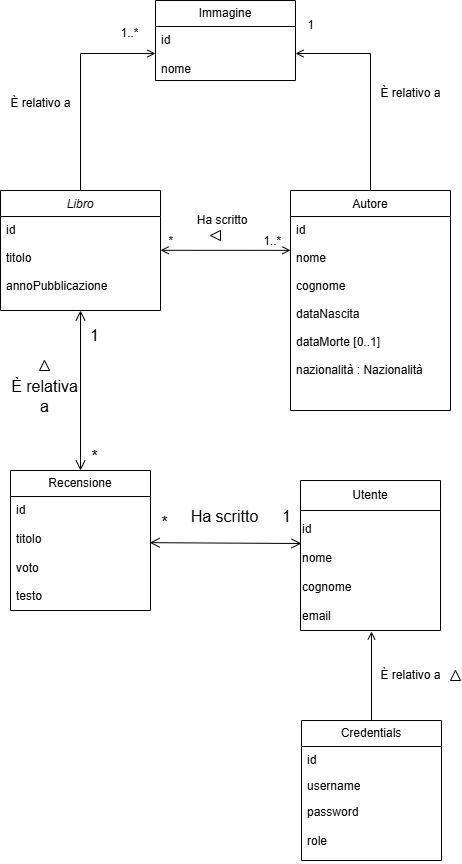 Immagine
id
nome
1..*
1
È relativo a
È relativo a
Libro
id
titolo
annoPubblicazione
Ha scritto
*
1..*
Autore
id
nome
cognome
dataNascita
dataMorte [0..1]
nazionalità : Nazionalità
1
È relativa
a
*
Recensione
id
titolo
voto
testo
*
Ha scritto
1
Utente
id
nome
cognome
email
È relativo a
Credentials
id
username
password
role